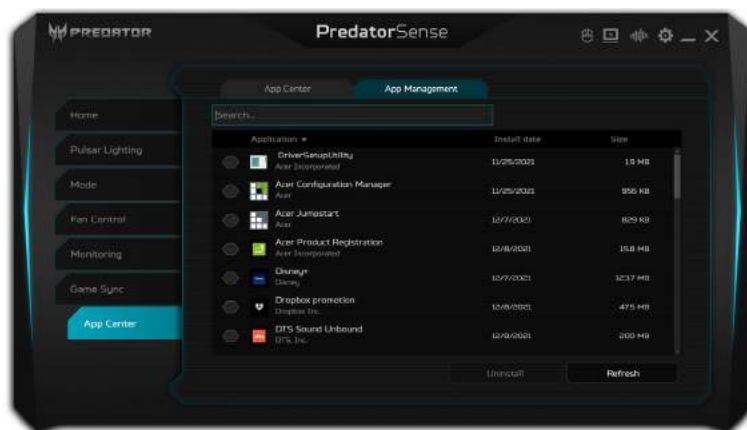 PREDATOR
PredatorSense
App Center
App Management
Home
Pulsar Lighting
Mode
Fan Control
Monitoring
Game Sync
App Center
Search...
Application
Install date
Size
DriverSetupUtility
Acer Incorporated
11/25/2021
1.9 MB
Acer Configuration Manager
Acer
11/25/2021
956 KB
Acer Jumpstart
Acer
12/7/2021
829 KB
Acer Product Registration
Acer Incorporated
12/8/2021
15.8 MB
Disney+
Disney
12/7/2021
123.7 MB
Dropbox promotion
Dropbox Inc.
12/8/2021
47.5 MB
DTS Sound Unbound
DTS, Inc.
12/8/2021
200 MB
Uninstall
Refresh